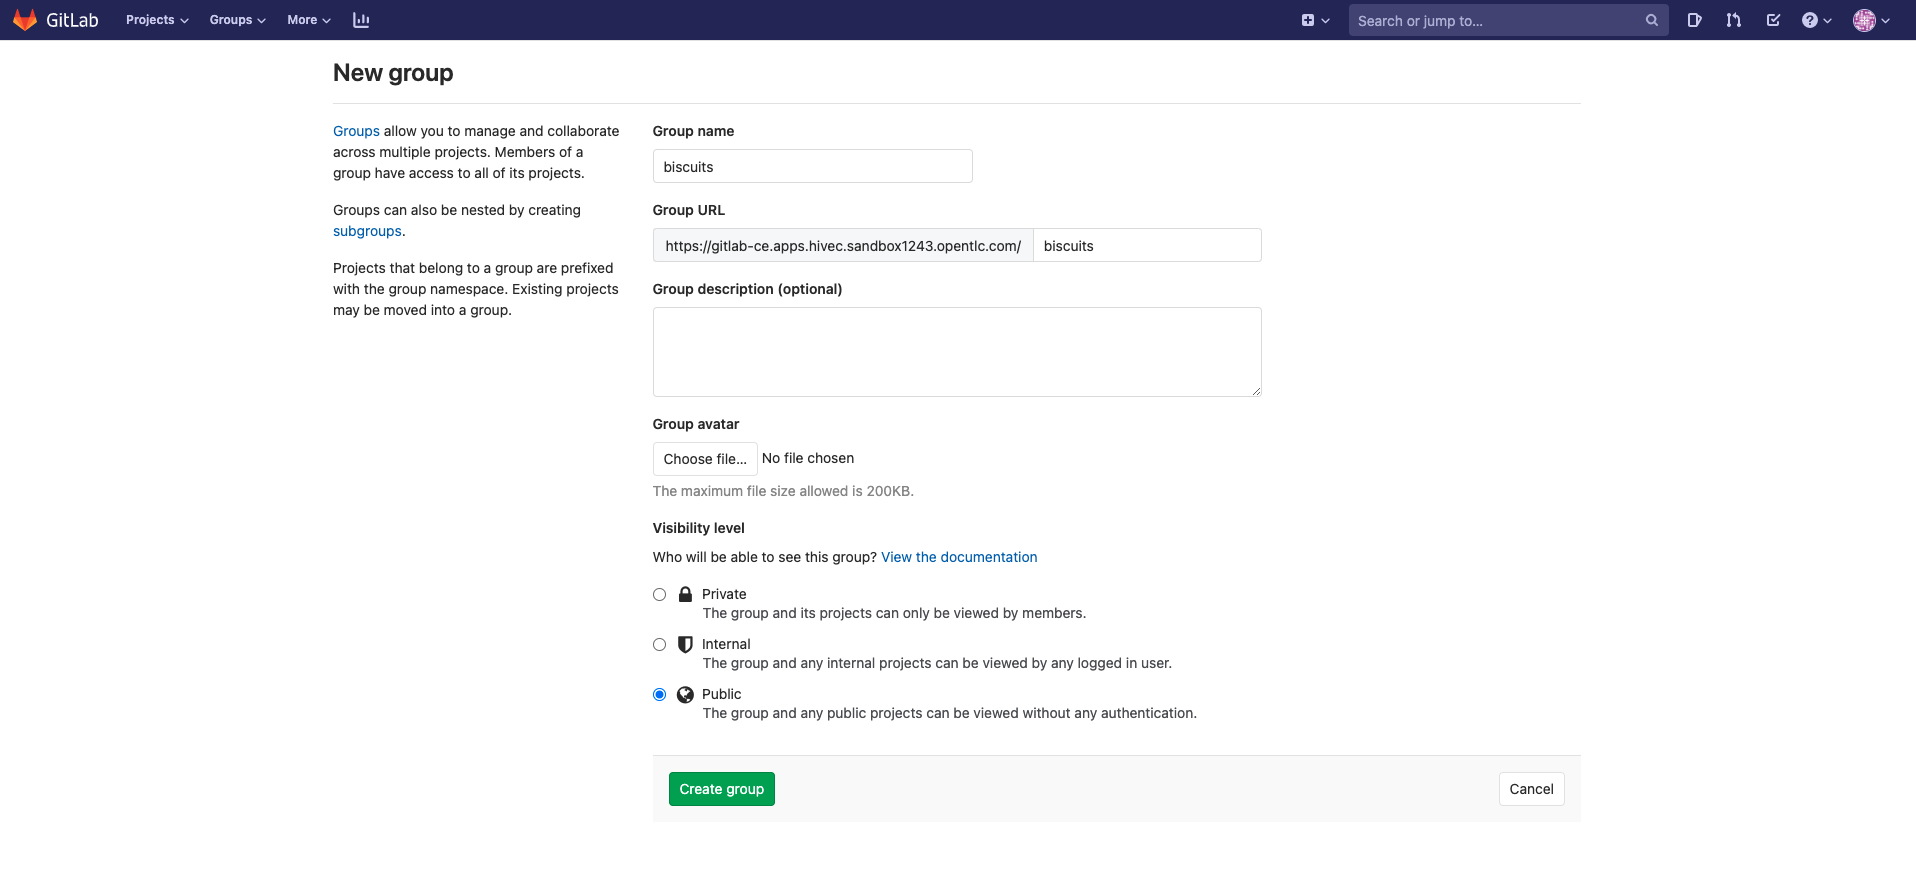 GitLab Projects Groups More Search or jump to...
New group
Groups allow you to manage and collaborate
across multiple projects. Members of a
group have access to all of its projects.
Groups can also be nested by creating
subgroups.
Projects that belong to a group are prefixed
with the group namespace. Existing projects
may be moved into a group.
Group name
biscuits
Group URL
https://gitlab-ce.apps.hivec.sandbox1243.opentlc.com/ biscuits
Group description (optional)
Group avatar
Choose file... No file chosen
The maximum file size allowed is 200KB.
Visibility level
Who will be able to see this group? View the documentation
Private
The group and its projects can only be viewed by members.
Internal
The group and any internal projects can be viewed by any logged in user.
Public
The group and any public projects can be viewed without any authentication.
Create group Cancel